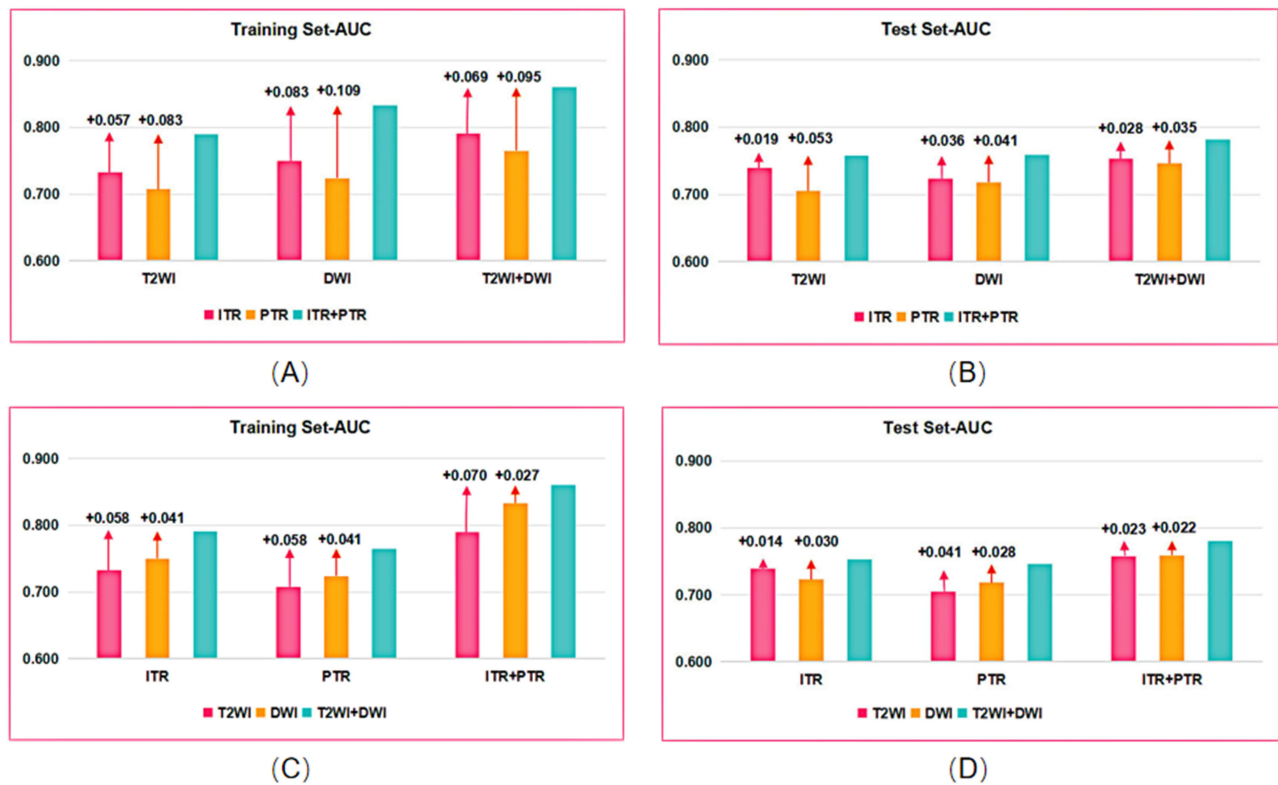 Training Set-AUC
0.900
0.800
0.700
0.600
+0.057 +0.083
+0.083 +0.109
+0.069 +0.095
T2WI DWI T2WI+DWI
ITR PTR ITR+PTR
(A)
Test Set-AUC
0.900
0.800
0.700
0.600
+0.019 +0.053
+0.036 +0.041
+0.028 +0.035
T2WI DWI T2WI+DWI
ITR PTR ITR+PTR
(B)
Training Set-AUC
0.900
0.800
0.700
0.600
+0.058 +0.041
+0.058 +0.041
+0.070 +0.027
ITR PTR ITR+PTR
T2WI DWI T2WI+DWI
(C)
Test Set-AUC
0.900
0.800
0.700
0.600
+0.014 +0.030
+0.041 +0.028
+0.023 +0.022
ITR PTR ITR+PTR
T2WI DWI T2WI+DWI
(D)